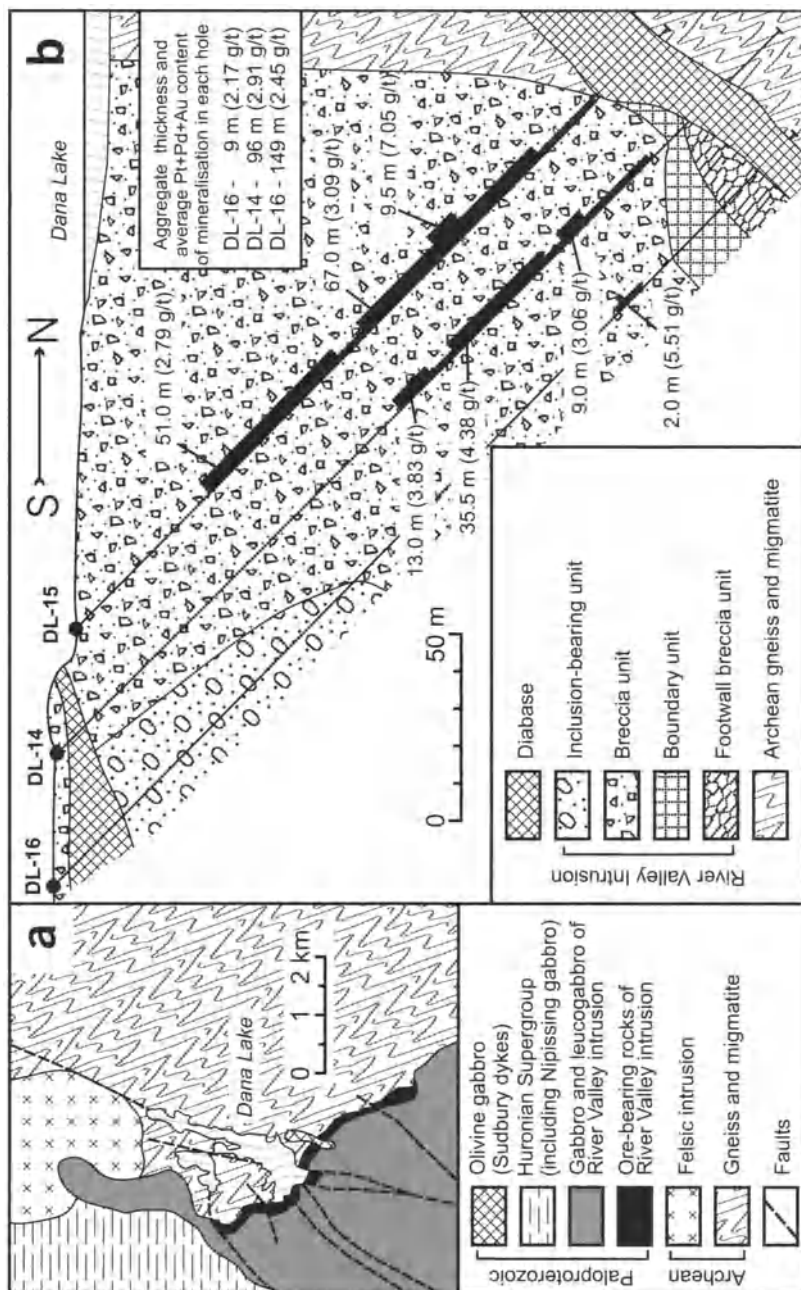 a
Dana Lake
0 1 2 km
Paloproterozoic
Olivine gabbro
(Sudbury dykes)
Huronian Supergroup
(including Nipissing gabbro)
Gabbro and leucogabbro of
River Valley intrusion
Ore-bearing rocks of
River Valley intrusion
Archean
Felsic intrusion
Gneiss and migmatite
Faults
b
S
N
Dana Lake
DL-16
DL-14
DL-15
Aggregate thickness and
average Pt+Pd+Au content
of mineralisation in each hole
DL-16 - 9 m (2.17 g/t)
DL-14 - 96 m (2.91 g/t)
DL-16 - 149 m (2.45 g/t)
51.0 m (2.79 g/t)
67.0 m (3.09 g/t)
9.5 m (7.05 g/t)
13.0 m (3.83 g/t)
35.5 m (4.38 g/t)
9.0 m (3.06 g/t)
2.0 m (5.51 g/t)
0 50 m
River Valley Intrusion
Diabase
Inclusion-bearing unit
Breccia unit
Boundary unit
Footwall breccia unit
Archean gneiss and migmatite